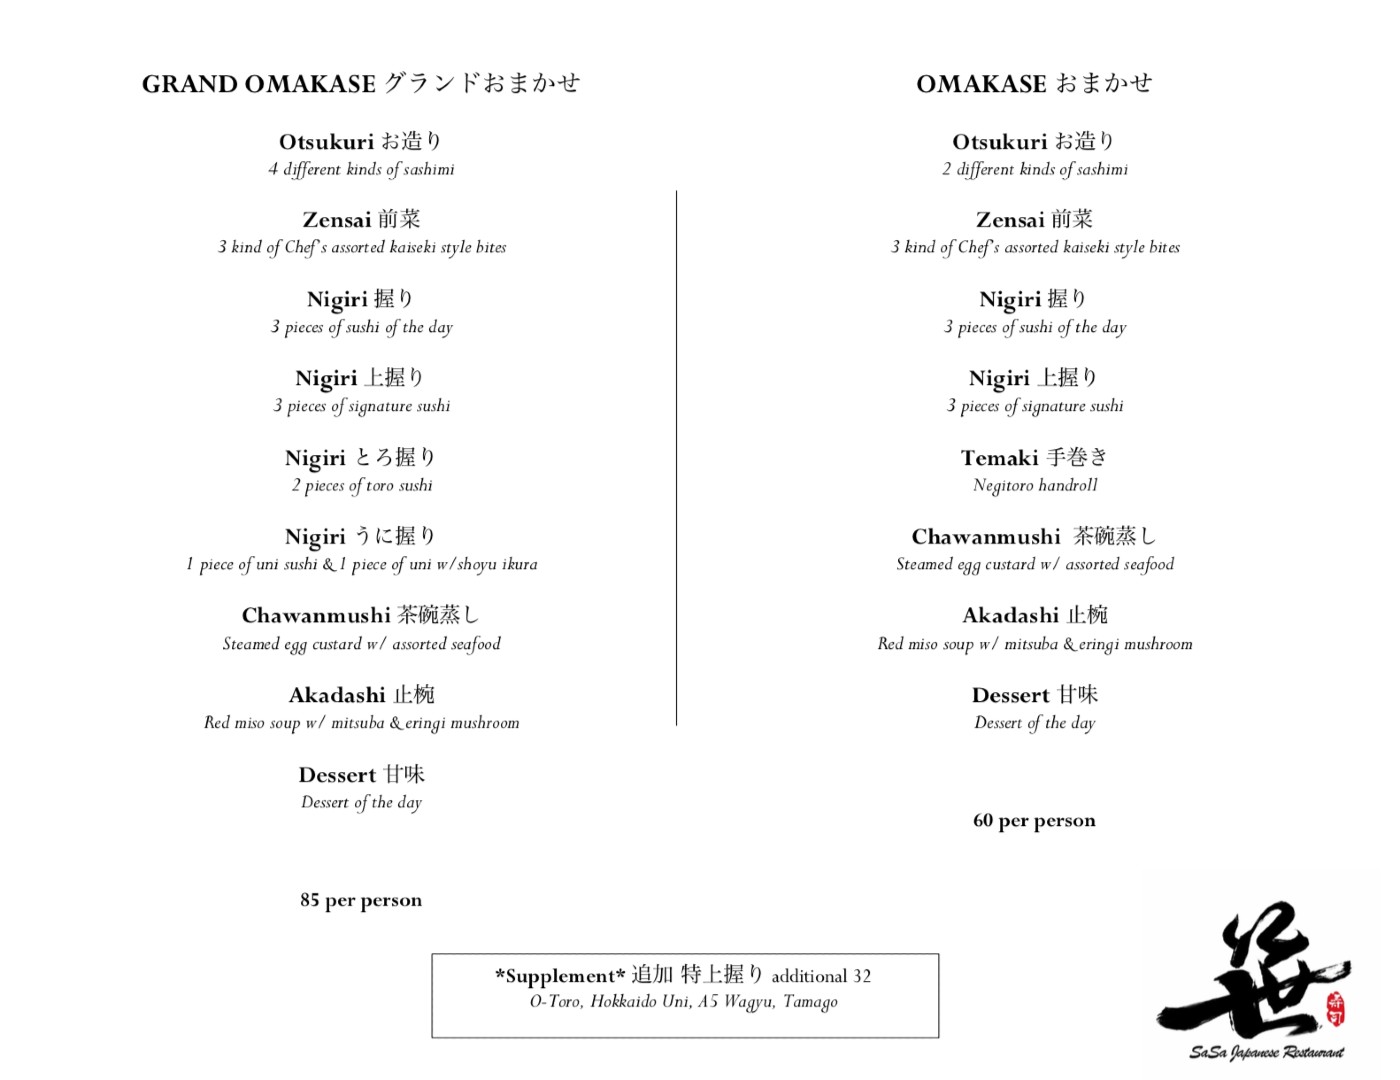 GRAND OMAKASE グランドおまかせ
Otsukuri お造り
4 different kinds of sashimi
Zensai 前菜
3 kind of Chef's assorted kaiseki style bites
Nigiri 握り
3 pieces of sushi of the day
Nigiri 上握り
3 pieces of signature sushi
Nigiri とろ握り
2 pieces of toro sushi
Nigiri うに握り
1 piece of uni sushi & 1 piece of uni w/shoyu ikura
Chawanmushi 茶碗蒸し
Steamed egg custard w/ assorted seafood
Akadashi 止椀
Red miso soup w/ mitsuba & eringi mushroom
Dessert 甘味
Dessert of the day
85 per person
OMAKASE おまかせ
Otsukuri お造り
2 different kinds of sashimi
Zensai 前菜
3 kind of Chef's assorted kaiseki style bites
Nigiri 握り
3 pieces of sushi of the day
Nigiri 上握り
3 pieces of signature sushi
Temaki 手巻き
Negitoro handroll
Chawanmushi 茶碗蒸し
Steamed egg custard w/ assorted seafood
Akadashi 止椀
Red miso soup w/ mitsuba & eringi mushroom
Dessert 甘味
Dessert of the day
60 per person
*Supplement* 追加 特上握り additional 32
O-Toro, Hokkaido Uni, A5 Wagyu, Tamago
笹
寿司
SaSa Japanese Restaurant